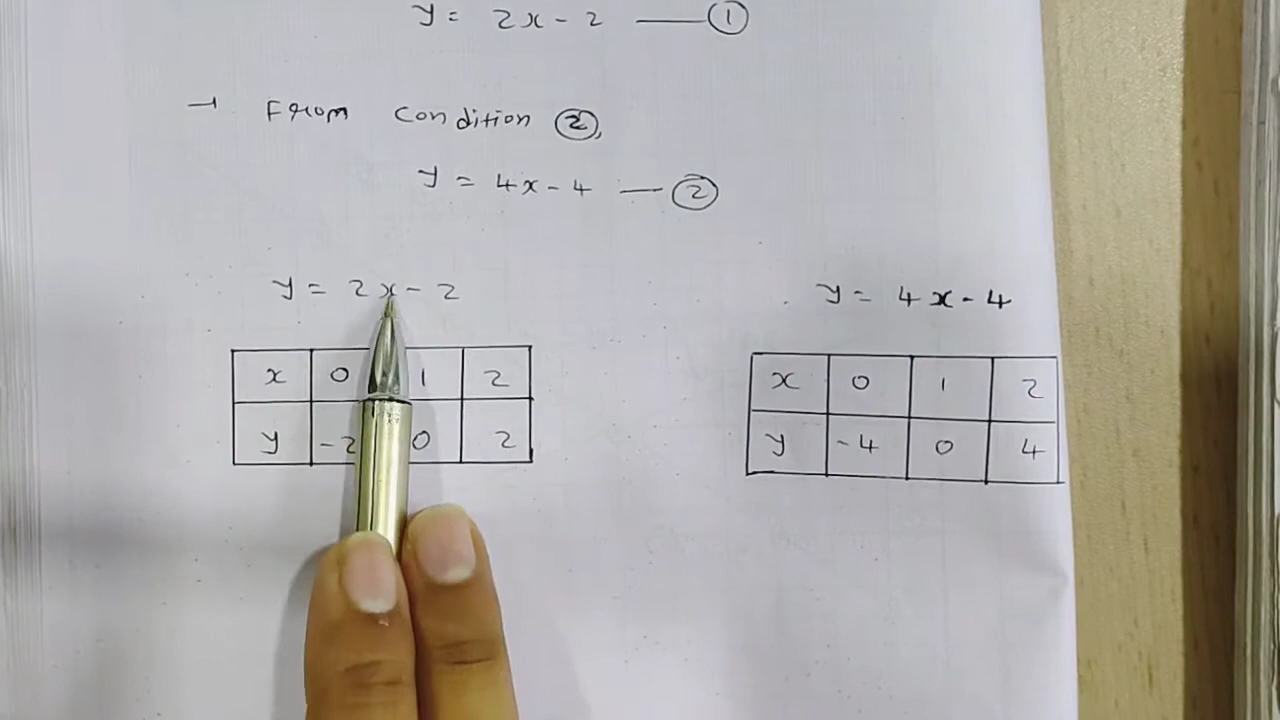 y = 2x - 2 — ①
→ From condition ②,
y = 4x - 4 — ②
y = 2x - 2
x 0 1 2
y -2 0 2
y = 4x - 4
x 0 1 2
y -4 0 4